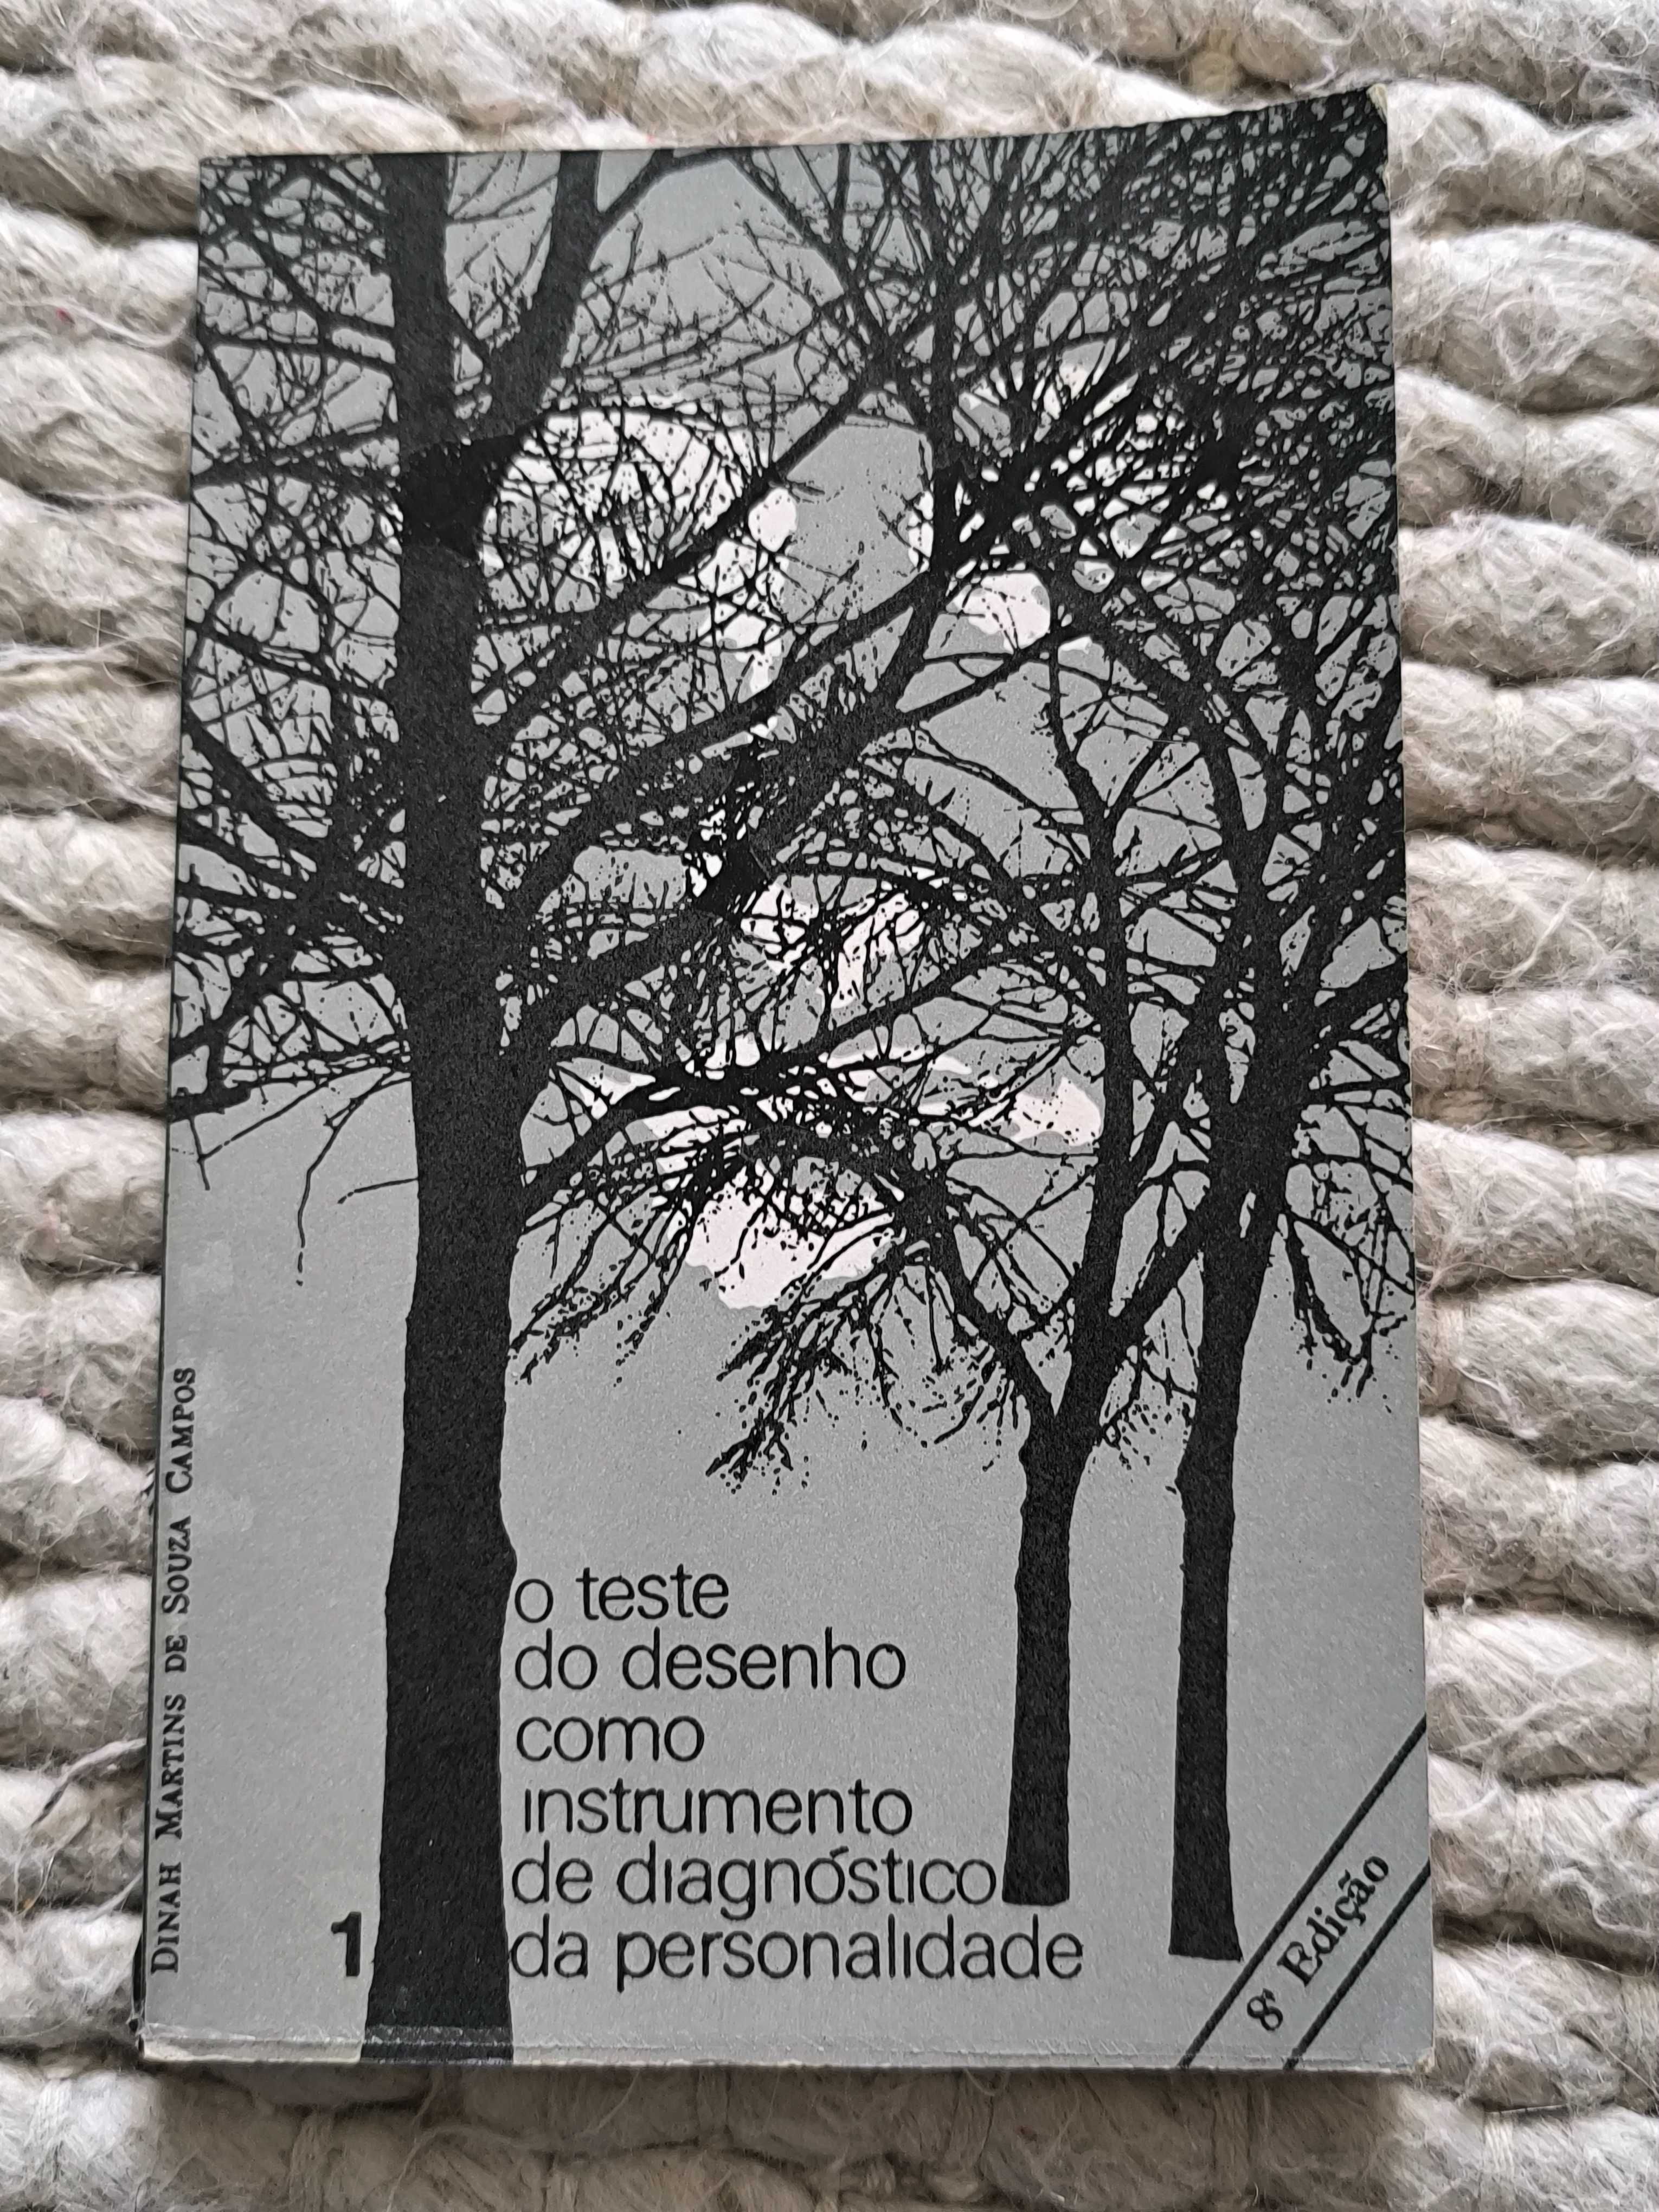 DINAH MARTINS DE SOUZA CAMPOS
o teste
do desenho
como
instrumento
de diagnóstico
da personalidade
1
8ª Edição